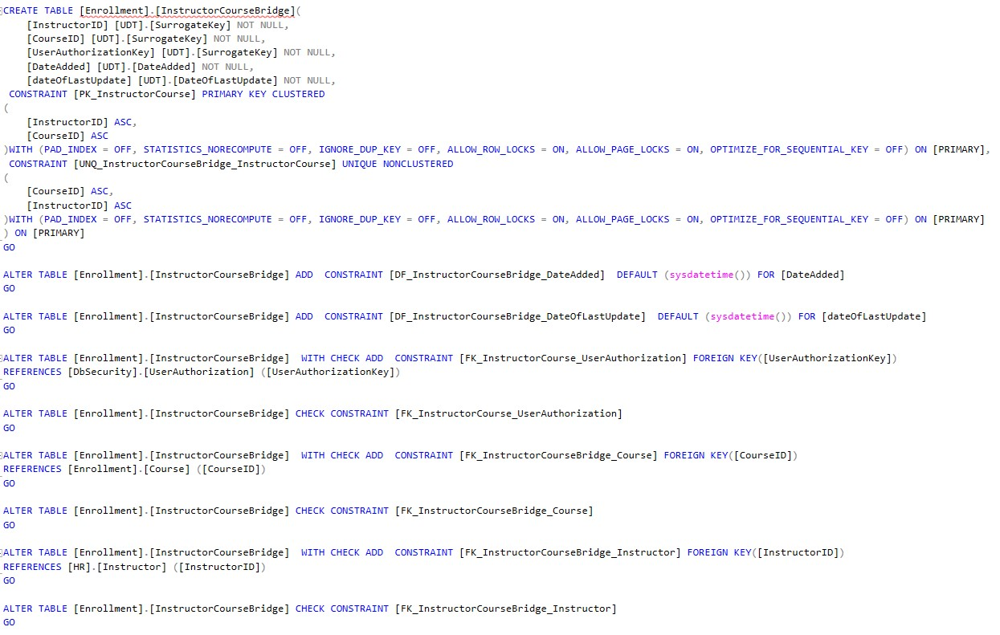 CREATE TABLE [Enrollment].[InstructorCourseBridge](
    [InstructorID] [UDT].[SurrogateKey] NOT NULL,
    [CourseID] [UDT].[SurrogateKey] NOT NULL,
    [UserAuthorizationKey] [UDT].[SurrogateKey] NOT NULL,
    [DateAdded] [UDT].[DateAdded] NOT NULL,
    [dateOfLastUpdate] [UDT].[DateOfLastUpdate] NOT NULL,
 CONSTRAINT [PK_InstructorCourse] PRIMARY KEY CLUSTERED
(
    [InstructorID] ASC,
    [CourseID] ASC
)WITH (PAD_INDEX = OFF, STATISTICS_NORECOMPUTE = OFF, IGNORE_DUP_KEY = OFF, ALLOW_ROW_LOCKS = ON, ALLOW_PAGE_LOCKS = ON, OPTIMIZE_FOR_SEQUENTIAL_KEY = OFF) ON [PRIMARY],
 CONSTRAINT [UNQ_InstructorCourseBridge_InstructorCourse] UNIQUE NONCLUSTERED
(
    [CourseID] ASC,
    [InstructorID] ASC
)WITH (PAD_INDEX = OFF, STATISTICS_NORECOMPUTE = OFF, IGNORE_DUP_KEY = OFF, ALLOW_ROW_LOCKS = ON, ALLOW_PAGE_LOCKS = ON, OPTIMIZE_FOR_SEQUENTIAL_KEY = OFF) ON [PRIMARY]
) ON [PRIMARY]
GO

ALTER TABLE [Enrollment].[InstructorCourseBridge] ADD  CONSTRAINT [DF_InstructorCourseBridge_DateAdded]  DEFAULT (sysdatetime()) FOR [DateAdded]
GO

ALTER TABLE [Enrollment].[InstructorCourseBridge] ADD  CONSTRAINT [DF_InstructorCourseBridge_DateOfLastUpdate]  DEFAULT (sysdatetime()) FOR [dateOfLastUpdate]
GO

ALTER TABLE [Enrollment].[InstructorCourseBridge]  WITH CHECK ADD  CONSTRAINT [FK_InstructorCourse_UserAuthorization] FOREIGN KEY([UserAuthorizationKey])
REFERENCES [DbSecurity].[UserAuthorization] ([UserAuthorizationKey])
GO

ALTER TABLE [Enrollment].[InstructorCourseBridge] CHECK CONSTRAINT [FK_InstructorCourse_UserAuthorization]
GO

ALTER TABLE [Enrollment].[InstructorCourseBridge]  WITH CHECK ADD  CONSTRAINT [FK_InstructorCourseBridge_Course] FOREIGN KEY([CourseID])
REFERENCES [Enrollment].[Course] ([CourseID])
GO

ALTER TABLE [Enrollment].[InstructorCourseBridge] CHECK CONSTRAINT [FK_InstructorCourseBridge_Course]
GO

ALTER TABLE [Enrollment].[InstructorCourseBridge]  WITH CHECK ADD  CONSTRAINT [FK_InstructorCourseBridge_Instructor] FOREIGN KEY([InstructorID])
REFERENCES [HR].[Instructor] ([InstructorID])
GO

ALTER TABLE [Enrollment].[InstructorCourseBridge] CHECK CONSTRAINT [FK_InstructorCourseBridge_Instructor]
GO